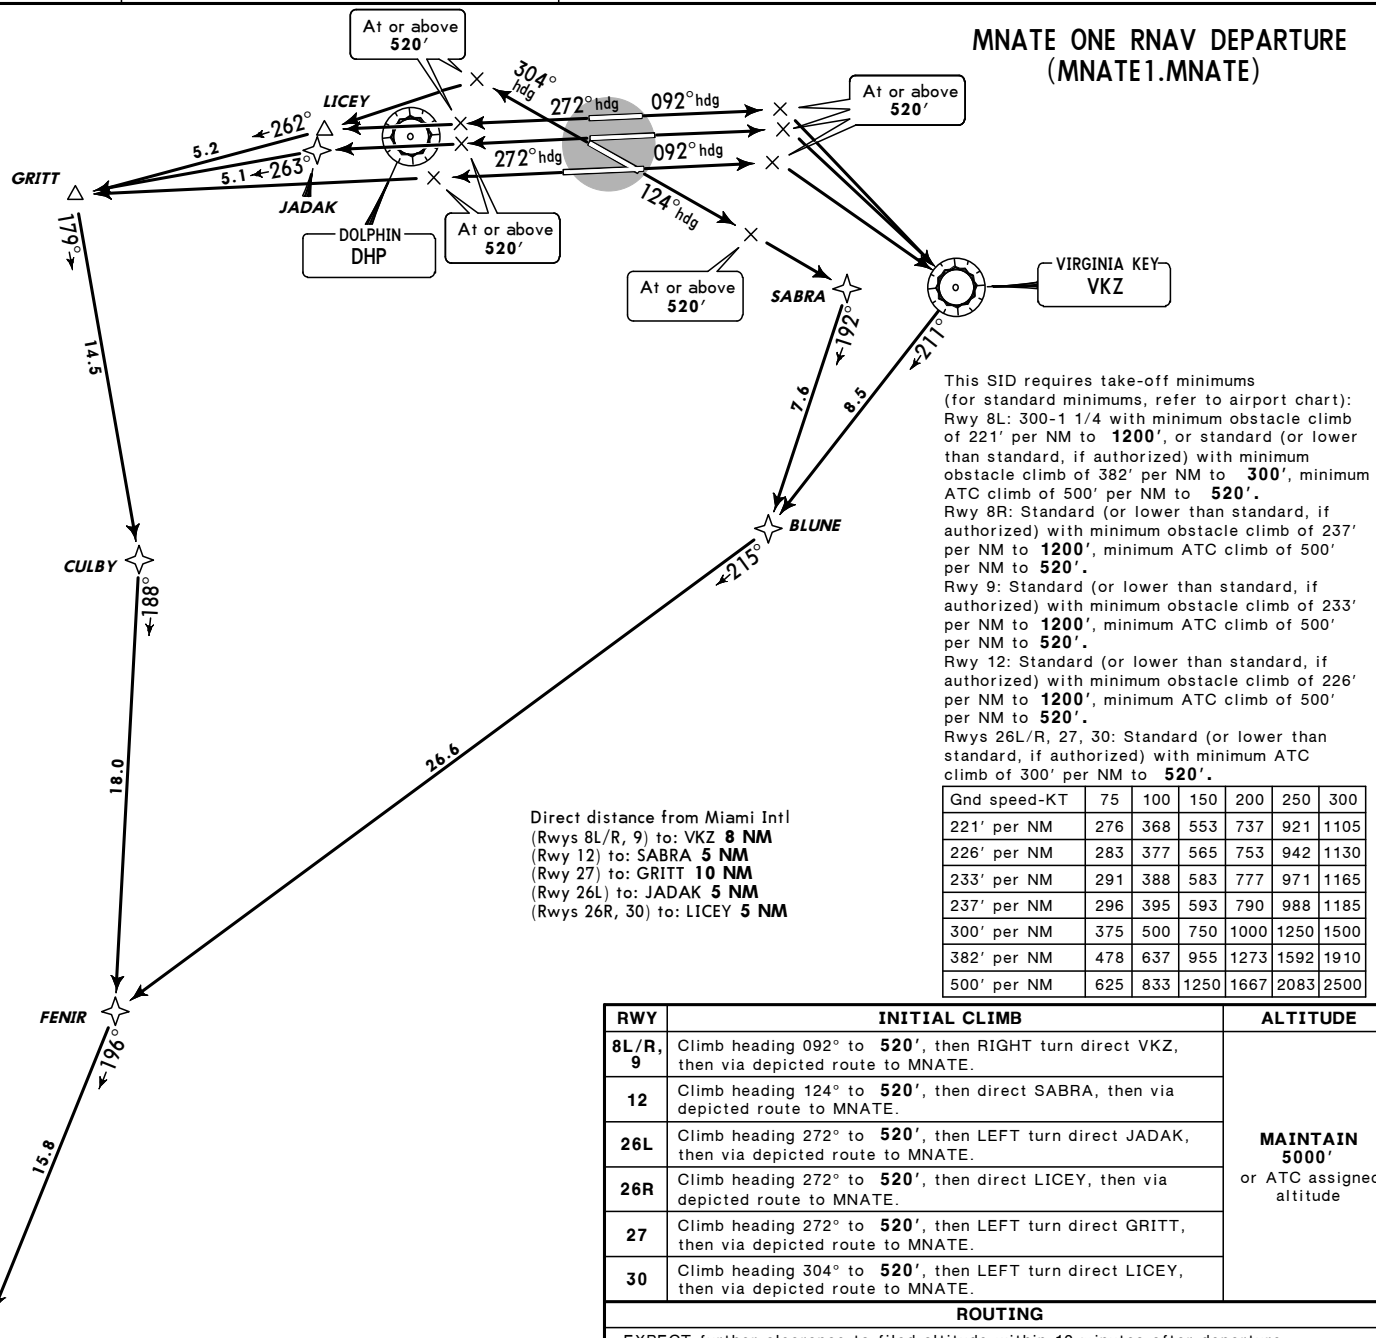 MNATE ONE RNAV DEPARTURE
(MNATE1.MNATE)
At or above
520'
304°
hdg
272°hdg
092°hdg
At or above
520'
LICEY
262°
5.2
GRITT
5.1
263°
JADAK
272°hdg
092°hdg
179°
DOLPHIN
DHP
At or above
520'
124°hdg
At or above
520'
SABRA
VIRGINIA KEY
VKZ
192°
211°
14.5
7.6
8.5
BLUNE
215°
CULBY
188°
18.0
26.6
FENIR
196°
15.8
This SID requires take-off minimums
(for standard minimums, refer to airport chart):
Rwy 8L: 300-1 1/4 with minimum obstacle climb
of 221' per NM to 1200', or standard (or lower
than standard, if authorized) with minimum
obstacle climb of 382' per NM to 300', minimum
ATC climb of 500' per NM to 520'.
Rwy 8R: Standard (or lower than standard, if
authorized) with minimum obstacle climb of 237'
per NM to 1200', minimum ATC climb of 500'
per NM to 520'.
Rwy 9: Standard (or lower than standard, if
authorized) with minimum obstacle climb of 233'
per NM to 1200', minimum ATC climb of 500'
per NM to 520'.
Rwy 12: Standard (or lower than standard, if
authorized) with minimum obstacle climb of 226'
per NM to 1200', minimum ATC climb of 500'
per NM to 520'.
Rwys 26L/R, 27, 30: Standard (or lower than
standard, if authorized) with minimum ATC
climb of 300' per NM to 520'.
Gnd speed-KT 75 100 150 200 250 300
221' per NM 276 368 553 737 921 1105
226' per NM 283 377 565 753 942 1130
233' per NM 291 388 583 777 971 1165
237' per NM 296 395 593 790 988 1185
300' per NM 375 500 750 1000 1250 1500
382' per NM 478 637 955 1273 1592 1910
500' per NM 625 833 1250 1667 2083 2500
Direct distance from Miami Intl
(Rwys 8L/R, 9) to: VKZ 8 NM
(Rwy 12) to: SABRA 5 NM
(Rwy 27) to: GRITT 10 NM
(Rwy 26L) to: JADAK 5 NM
(Rwys 26R, 30) to: LICEY 5 NM
RWY INITIAL CLIMB ALTITUDE
8L/R, 9 Climb heading 092° to 520', then RIGHT turn direct VKZ,
then via depicted route to MNATE.
12 Climb heading 124° to 520', then direct SABRA, then via
depicted route to MNATE.
26L Climb heading 272° to 520', then LEFT turn direct JADAK,
then via depicted route to MNATE.
26R Climb heading 272° to 520', then direct LICEY, then via
depicted route to MNATE.
27 Climb heading 272° to 520', then LEFT turn direct GRITT,
then via depicted route to MNATE.
30 Climb heading 304° to 520', then LEFT turn direct LICEY,
then via depicted route to MNATE.
MAINTAIN
5000'
or ATC assigned
altitude
ROUTING
EXPECT further clearance to filed altitude within 10 minutes after departure.